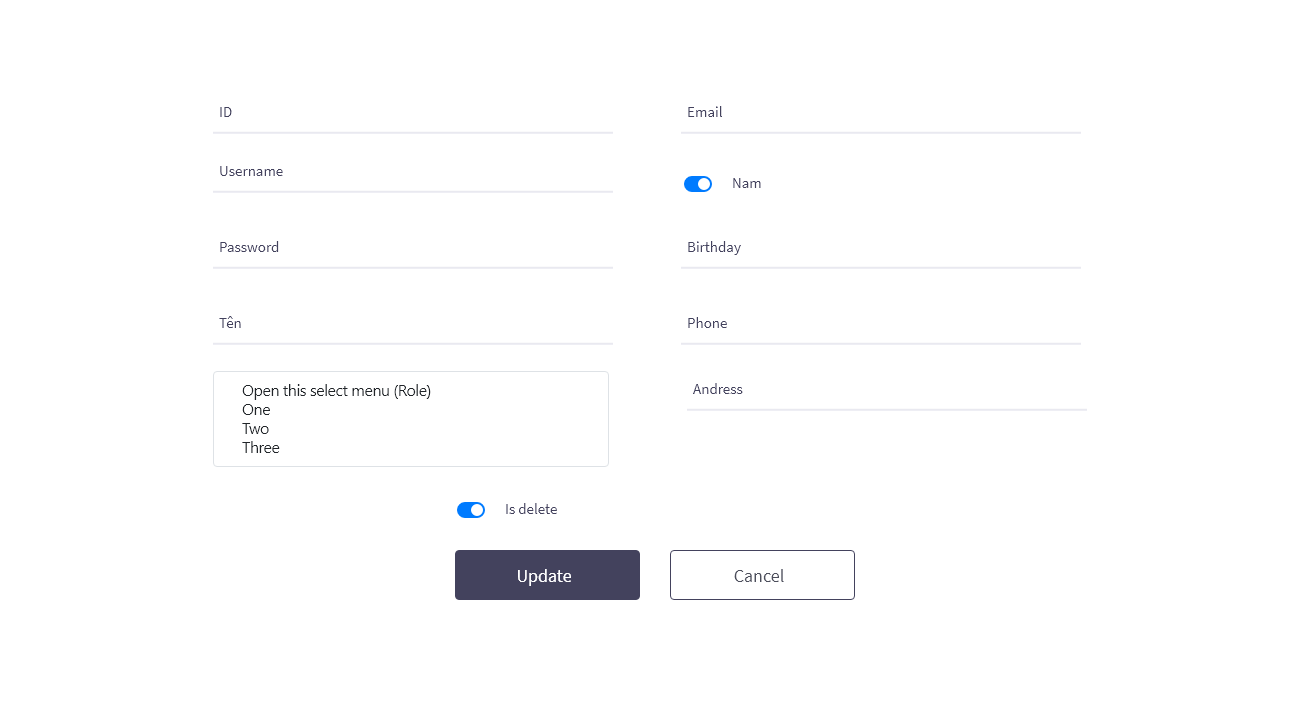 ID
Email
Username
Nam
Password
Birthday
Tên
Phone
Open this select menu (Role)
One
Two
Three
Andress
Is delete
Update
Cancel